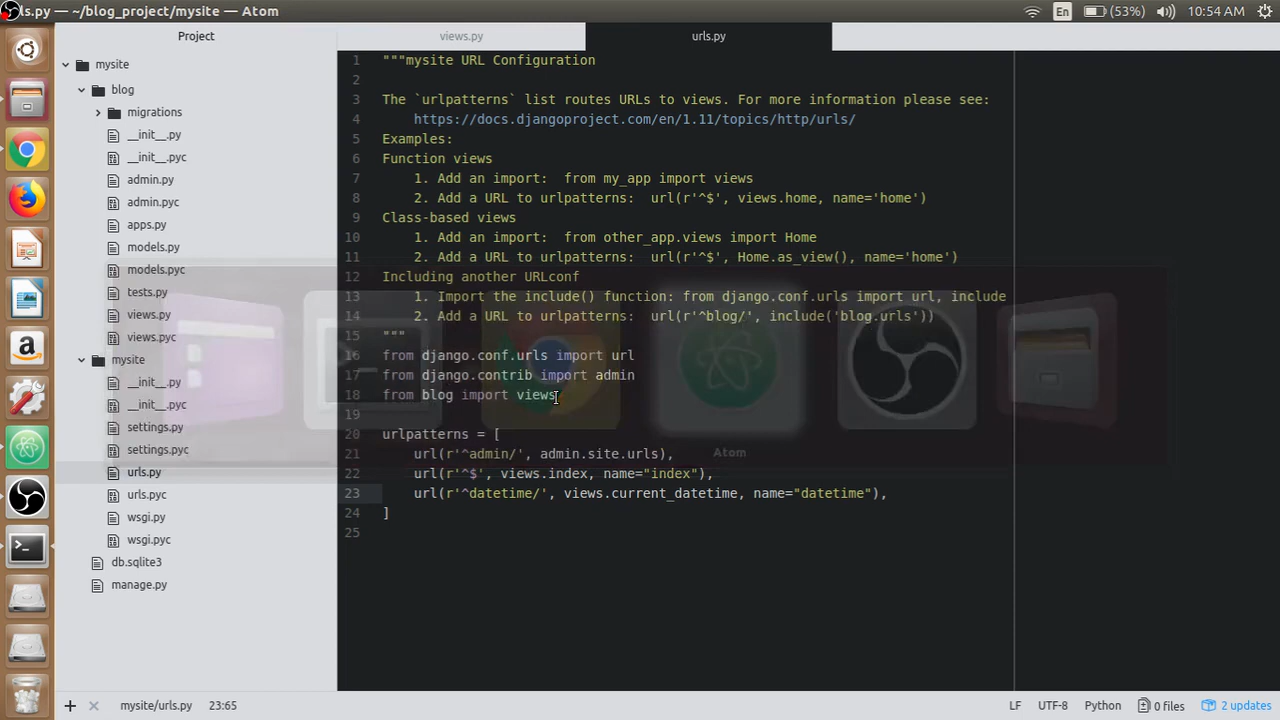 ls.py — ~/blog_project/mysite — Atom
En
(53%)
10:54 AM
Project
mysite
blog
migrations
__init__.py
__init__.pyc
admin.py
admin.pyc
apps.py
models.py
models.pyc
tests.py
views.py
views.pyc
mysite
__init__.py
__init__.pyc
settings.py
settings.pyc
urls.py
urls.pyc
wsgi.py
wsgi.pyc
db.sqlite3
manage.py
views.py
urls.py
1 """mysite URL Configuration
2
3 The `urlpatterns` list routes URLs to views. For more information please see:
4 https://docs.djangoproject.com/en/1.11/topics/http/urls/
5 Examples:
6 Function views
7 1. Add an import:  from my_app import views
8 2. Add a URL to urlpatterns:  url(r'^$', views.home, name='home')
9 Class-based views
10 1. Add an import:  from other_app.views import Home
11 2. Add a URL to urlpatterns:  url(r'^$', Home.as_view(), name='home')
12 Including another URLconf
13 1. Import the include() function: from django.conf.urls import url, include
14 2. Add a URL to urlpatterns:  url(r'^blog/', include('blog.urls'))
15 """
16 from django.conf.urls import url
17 from django.contrib import admin
18 from blog import views
19
20 urlpatterns = [
21 url(r'^admin/', admin.site.urls),
22 url(r'^$', views.index, name="index"),
23 url(r'^datetime/', views.current_datetime, name="datetime"),
24 ]
25
Atom
mysite/urls.py 23:65
LF UTF-8 Python 0 files 2 updates